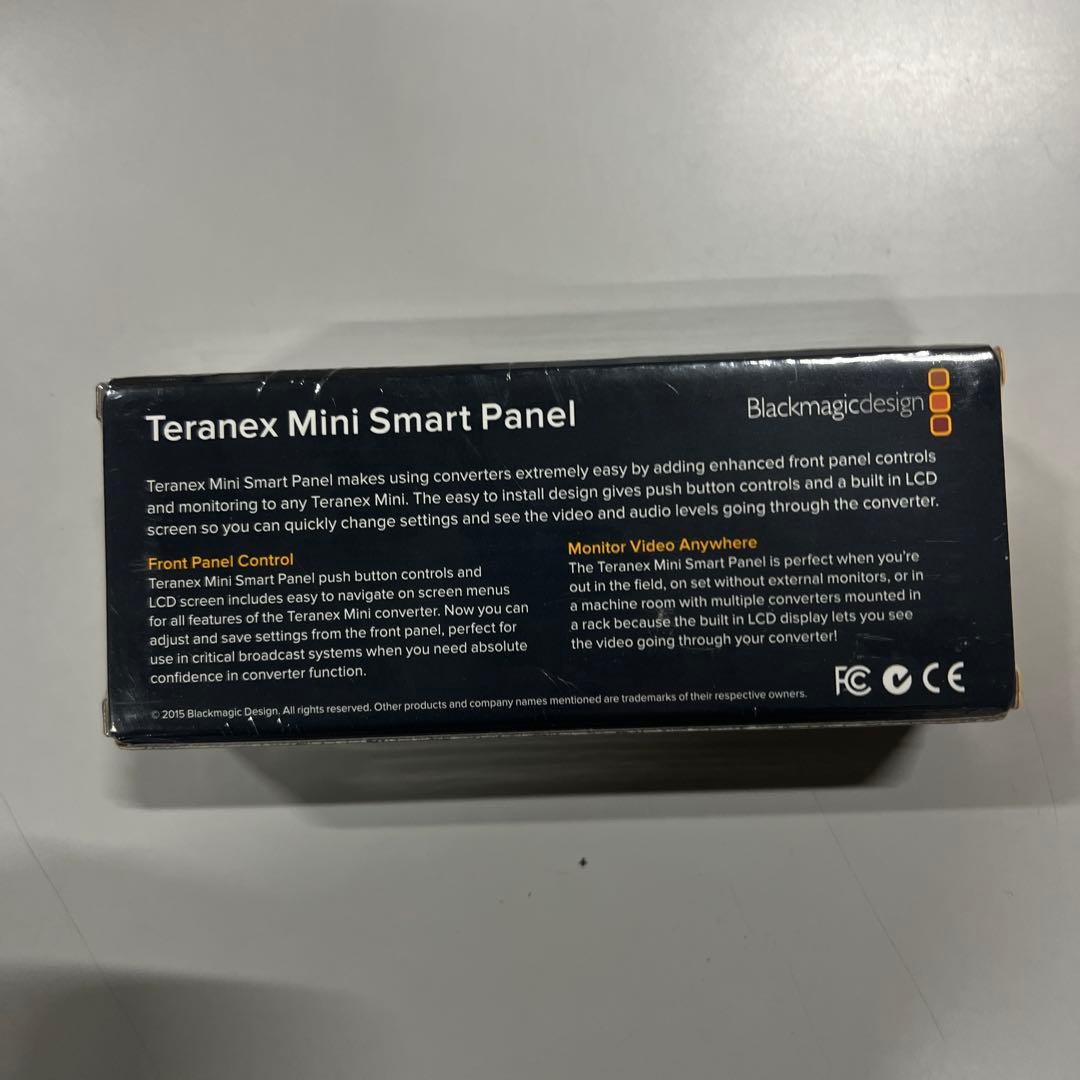 Teranex Mini Smart Panel
Blackmagicdesign
Teranex Mini Smart Panel makes using converters extremely easy by adding enhanced front panel controls
and monitoring to any Teranex Mini. The easy to install design gives push button controls and a built in LCD
screen so you can quickly change settings and see the video and audio levels going through the converter.
Front Panel Control
Teranex Mini Smart Panel push button controls and
LCD screen includes easy to navigate on screen menus
for all features of the Teranex Mini converter. Now you can
adjust and save settings from the front panel, perfect for
use in critical broadcast systems when you need absolute
confidence in converter function.
Monitor Video Anywhere
The Teranex Mini Smart Panel is perfect when you're
out in the field, on set without external monitors, or in
a machine room with multiple converters mounted in
a rack because the built in LCD display lets you see
the video going through your converter!
FC CE
© 2015 Blackmagic Design. All rights reserved. Other products and company names mentioned are trademarks of their respective owners.